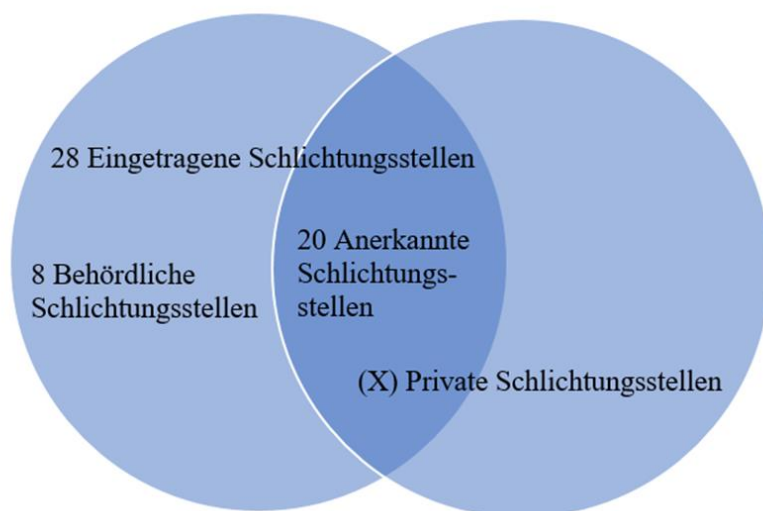 28 Eingetragene Schlichtungsstellen
8 Behördliche
Schlichtungsstellen
20 Anerkannte
Schlichtungs-
stellen
(X) Private Schlichtungsstellen